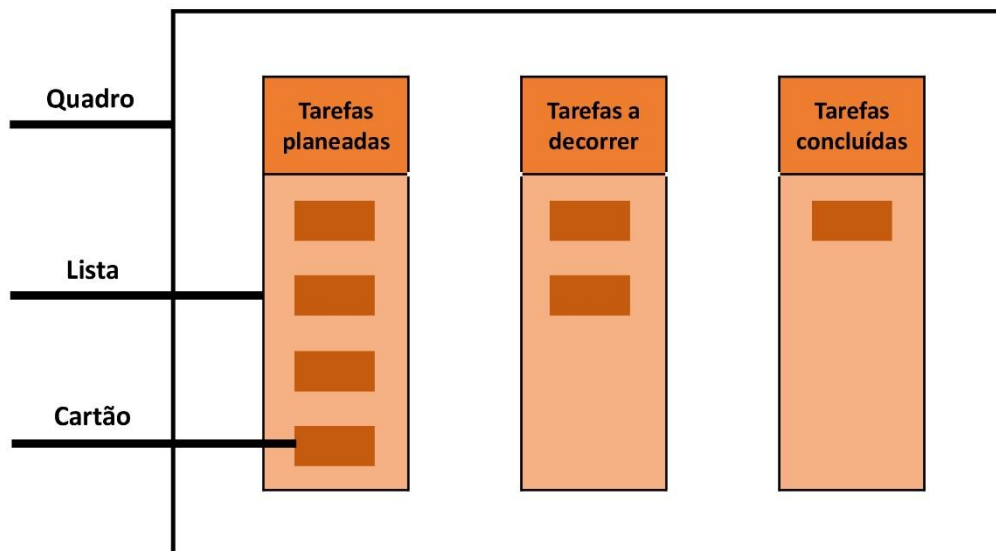 Quadro
Lista
Cartão
Tarefas
planeadas
Tarefas a
decorrer
Tarefas
concluídas